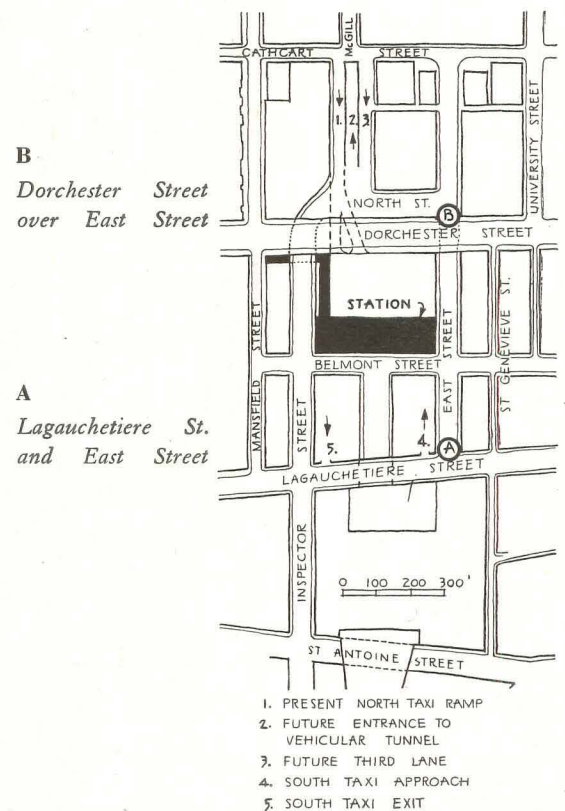 B
Dorchester Street
over East Street
A
Lagauchetiere St.
and East Street
CATHCART STREET
McGILL
UNIVERSITY STREET
1. 2. 3.
NORTH ST.
B
DORCHESTER STREET
STATION
MANSFIELD STREET
STREET
EAST STREET
ST GENEVIEVE ST.
BELMONT STREET
5. 4.
A
LAGAUCHETIERE STREET
INSPECTOR
0 100 200 300'
ST ANTOINE STREET
1. PRESENT NORTH TAXI RAMP
2. FUTURE ENTRANCE TO
VEHICULAR TUNNEL
3. FUTURE THIRD LANE
4. SOUTH TAXI APPROACH
5. SOUTH TAXI EXIT